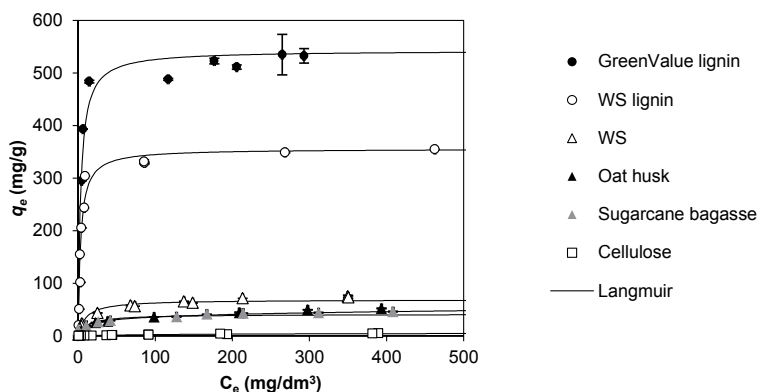 600
500
400
300
200
100
0
qe (mg/g)
0 100 200 300 400 500
Ce (mg/dm³)
GreenValue lignin
WS lignin
WS
Oat husk
Sugarcane bagasse
Cellulose
Langmuir